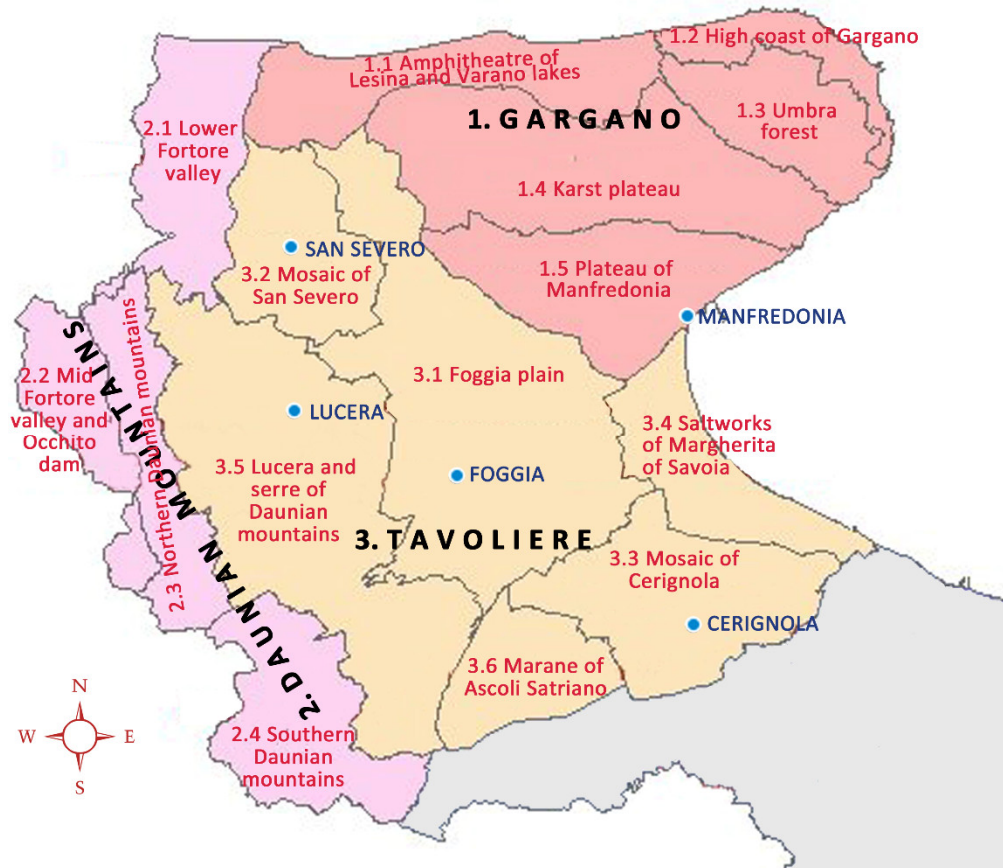 1.2 High coast of Gargano
1.1 Amphitheatre of
Lesina and Varano lakes
1.3 Umbra
forest
1. GARGANO
2.1 Lower
Fortore
valley
1.4 Karst plateau
SAN SEVERO
3.2 Mosaic of
San Severo
1.5 Plateau of
Manfredonia
MANFREDONIA
2.2 Mid
Fortore
valley and
Occhito
dam
2.3 Northern Daunian mountains
2. DAUNIAN MOUNTAINS
3.1 Foggia plain
LUCERA
3.4 Saltworks
of Margherita
of Savoia
3.5 Lucera and
serre of
Daunian
mountains
FOGGIA
3. TAVOLIERE
3.3 Mosaic of
Cerignola
CERIGNOLA
3.6 Marane of
Ascoli Satriano
2.4 Southern
Daunian
mountains
N
W
E
S